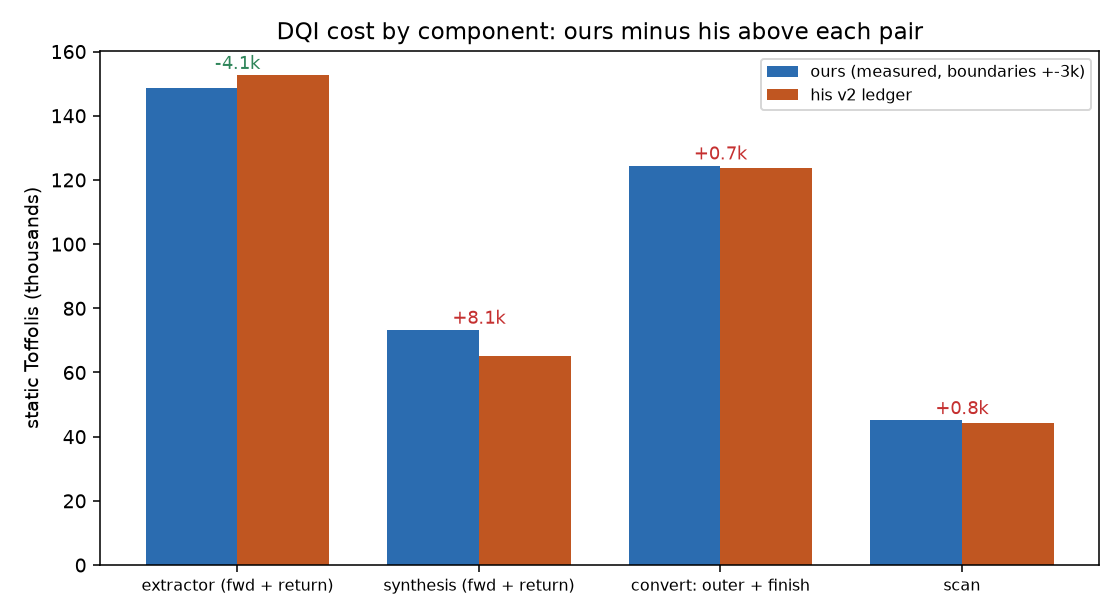 DQI cost by component: ours minus his above each pair
static Toffolis (thousands)
160
140
120
100
80
60
40
20
0
-4.1k
+8.1k
+0.7k
+0.8k
ours (measured, boundaries +-3k)
his v2 ledger
extractor (fwd + return)
synthesis (fwd + return)
convert: outer + finish
scan